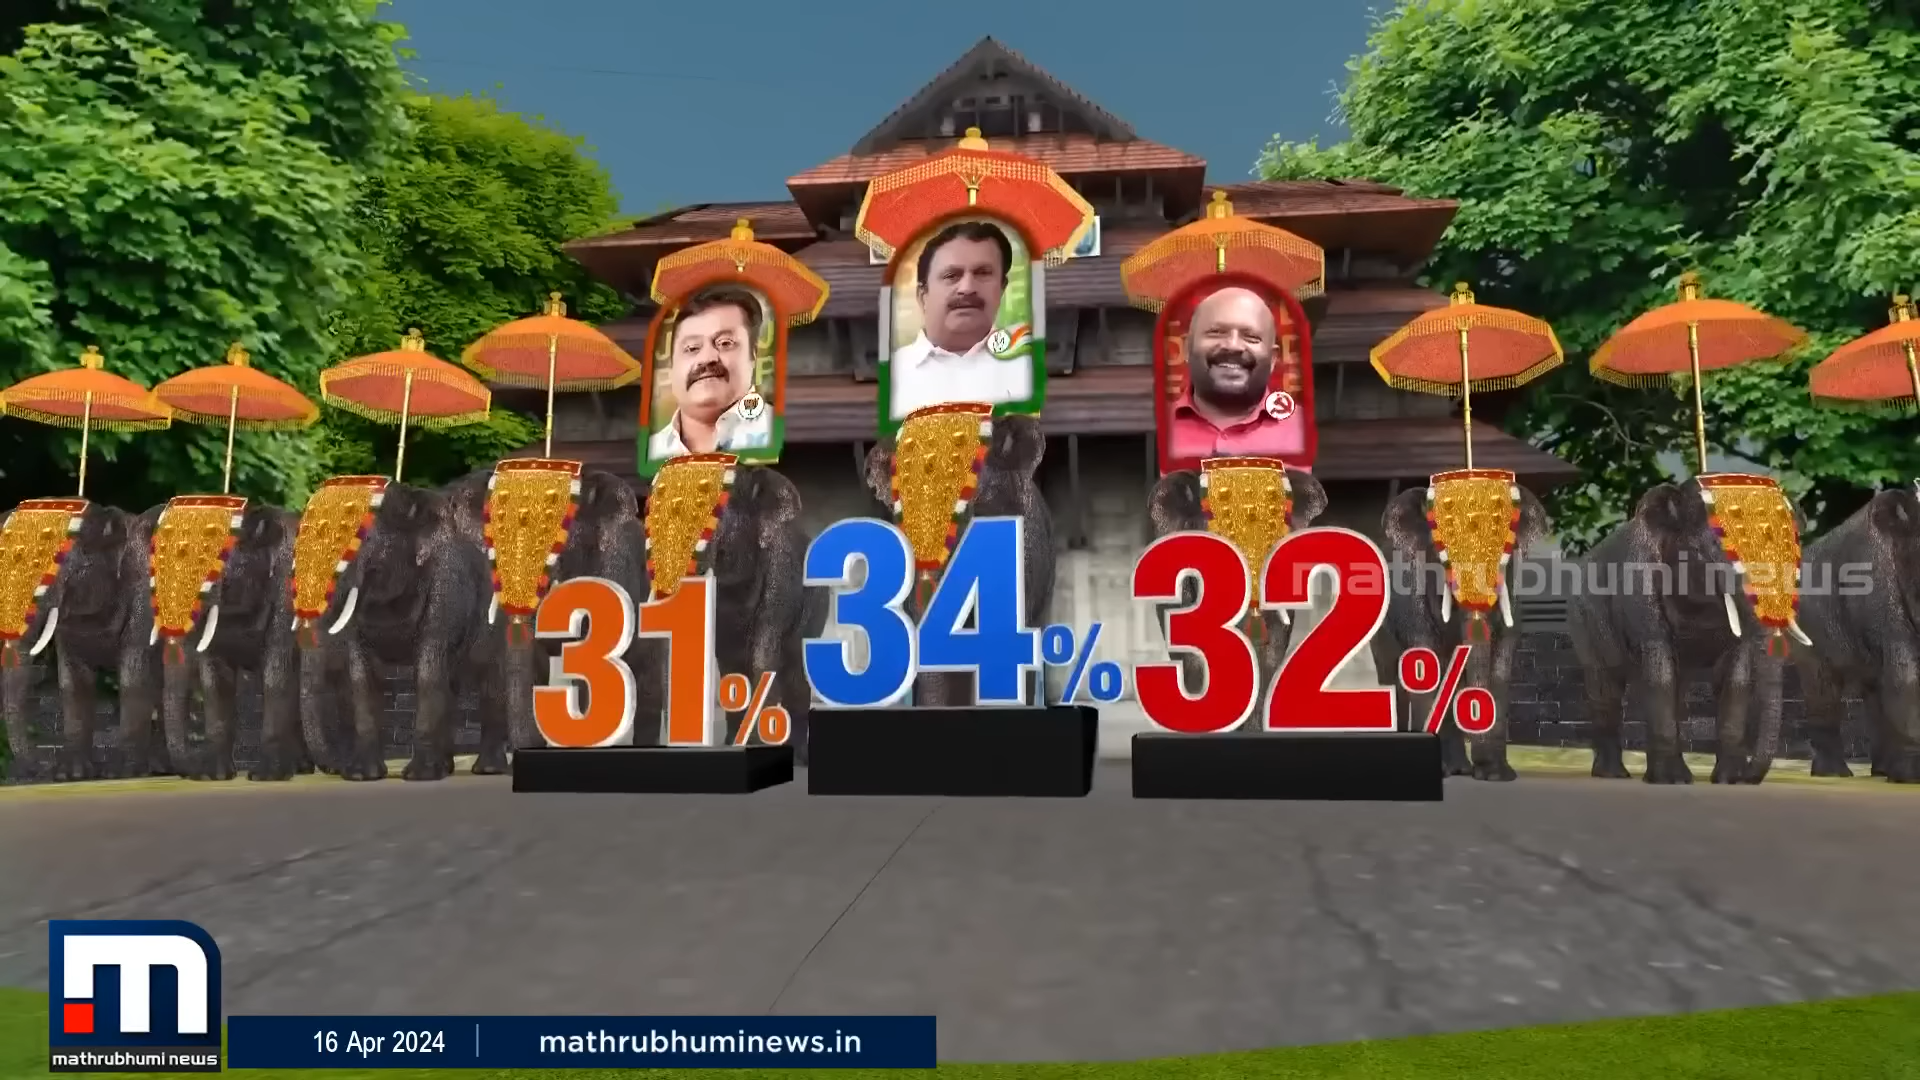 31%
34%
32%
mathrubhumi news
mathrubhumi news
16 Apr 2024
mathrubhuminews.in